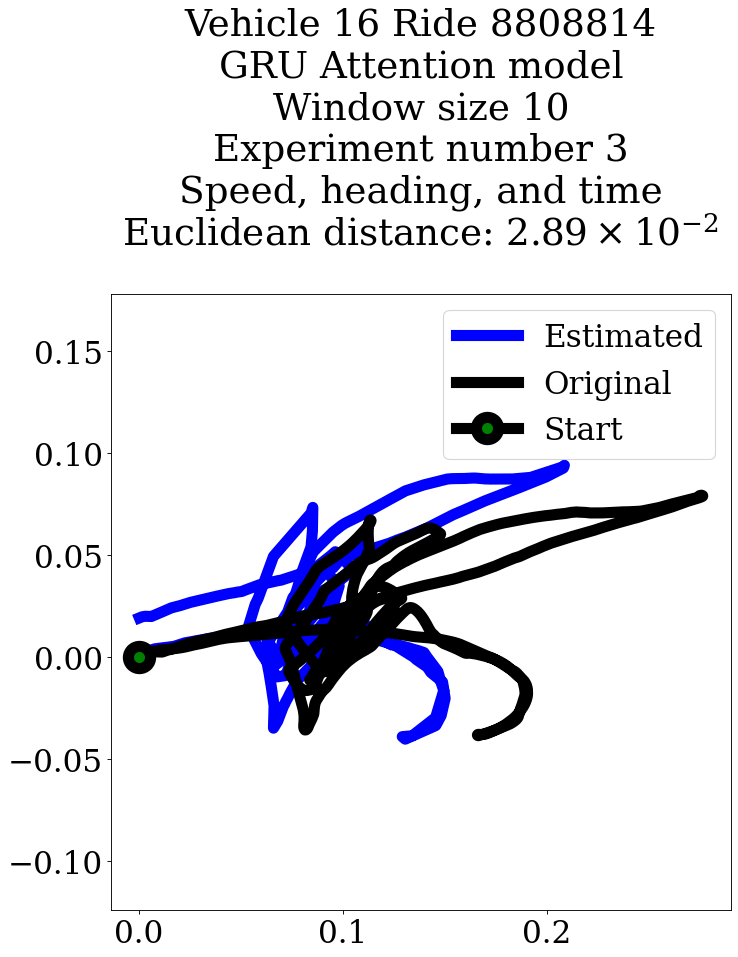 Vehicle 16 Ride 8808814
GRU Attention model
Window size 10
Experiment number 3
Speed, heading, and time
Euclidean distance: 2.89 × 10⁻²
Estimated
Original
Start
0.15
0.10
0.05
0.00
−0.05
−0.10
0.0 0.1 0.2